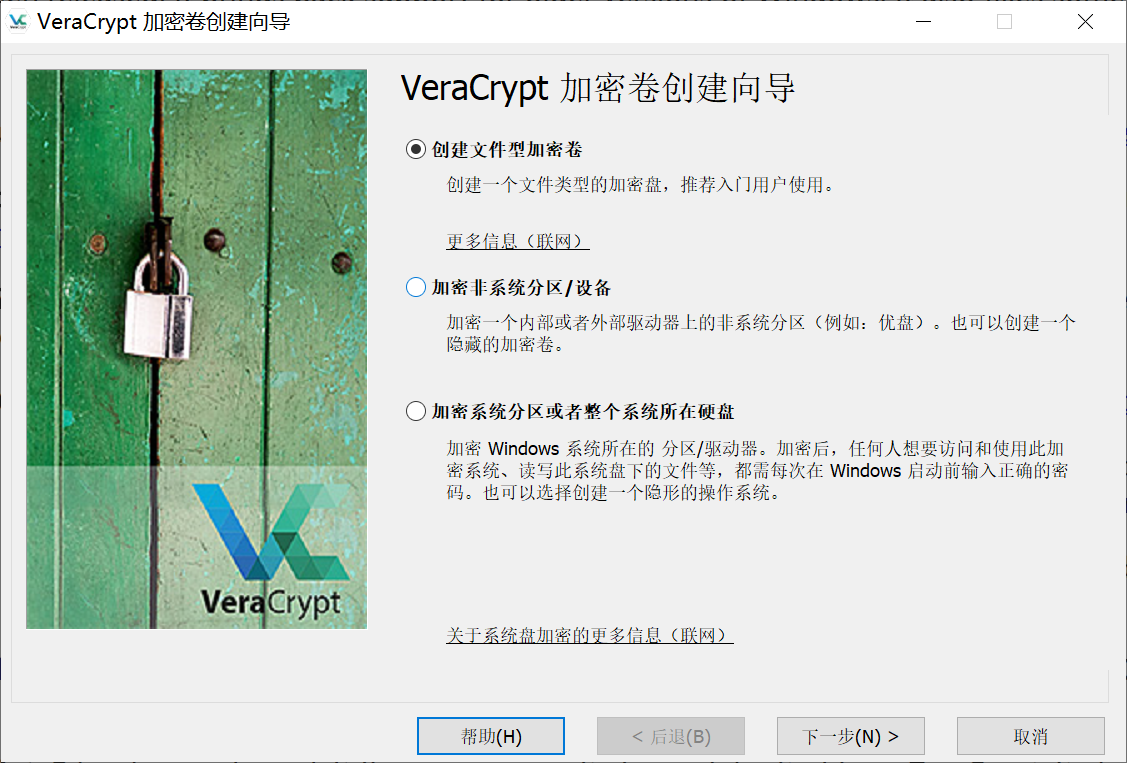 VeraCrypt 加密卷创建向导
VeraCrypt 加密卷创建向导
创建文件型加密卷
创建一个文件类型的加密盘，推荐入门用户使用。
更多信息（联网）
加密非系统分区/设备
加密一个内部或者外部驱动器上的非系统分区（例如：优盘）。也可以创建一个
隐藏的加密卷。
加密系统分区或者整个系统所在硬盘
加密 Windows 系统所在的 分区/驱动器。加密后，任何人想要访问和使用此加
密系统、读写此系统盘下的文件等，都需每次在 Windows 启动前输入正确的密
码。也可以选择创建一个隐形的操作系统。
VeraCrypt
关于系统盘加密的更多信息（联网）
帮助(H)
< 后退(B)
下一步(N) >
取消